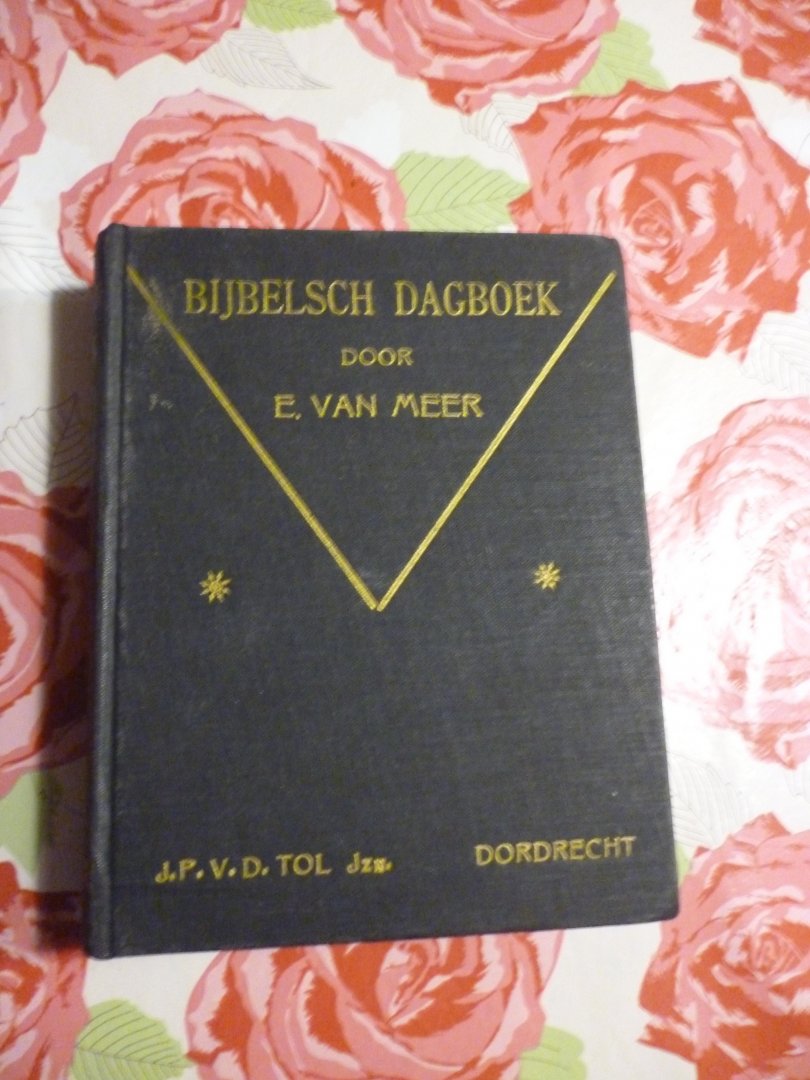 BIJBELSCH DAGBOEK
DOOR
E. VAN MEER
J.P.V.D. TOL Jzn. DORDRECHT